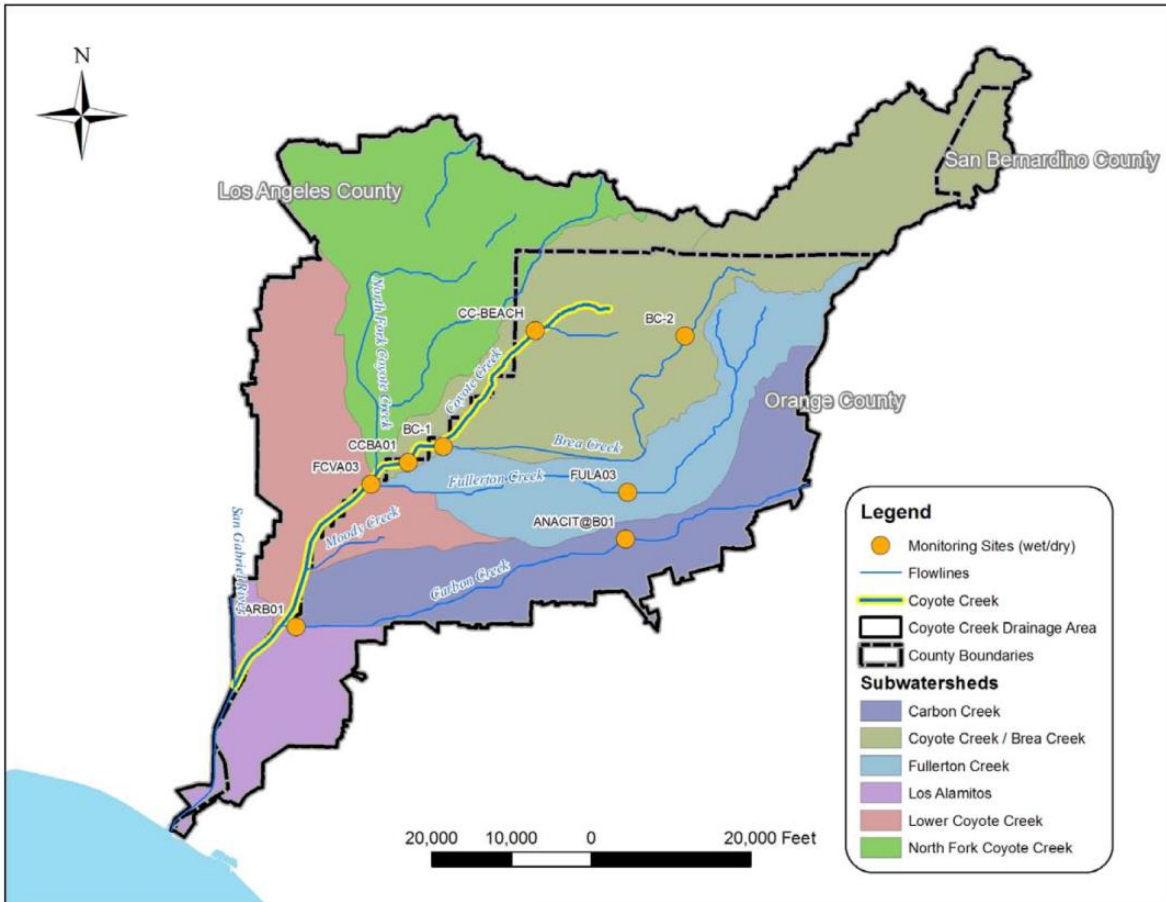 N
Los Angeles County
San Bernardino County
North Fork Coyote Creek
CC-BEACH
BC-2
Coyote Creek
Orange County
BC-1
CCBA01
Brea Creek
FCVA03
Fullerton Creek
FULA03
ANACIT@B01
Moody Creek
San Gabriel River
Carbon Creek
ARB01
Legend
Monitoring Sites (wet/dry)
Flowlines
Coyote Creek
Coyote Creek Drainage Area
County Boundaries
Subwatersheds
Carbon Creek
Coyote Creek / Brea Creek
Fullerton Creek
Los Alamitos
Lower Coyote Creek
North Fork Coyote Creek
20,000 10,000 0 20,000 Feet